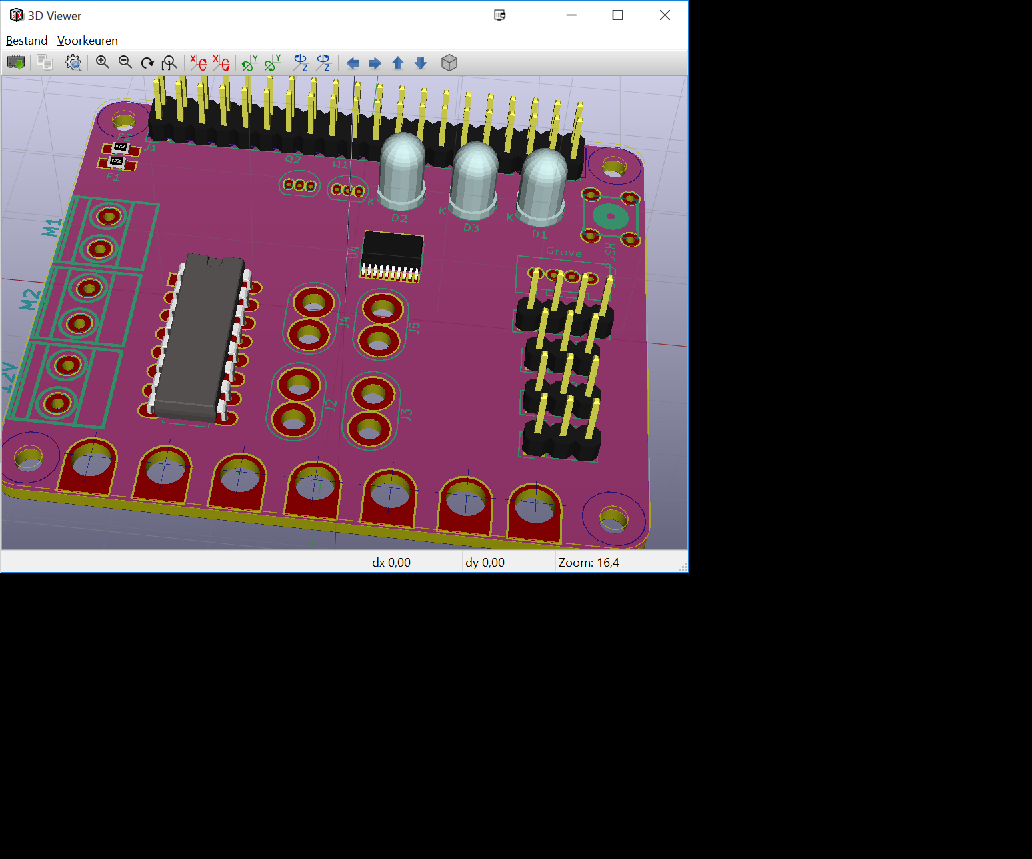 3D Viewer
Bestand Voorkeuren
J1
F1
Q2 Q1
K D2
K D3
K D1
M1
M2
12V
Grove
J4
J5
J2
J3
dx 0,00 dy 0,00 Zoom: 16,4